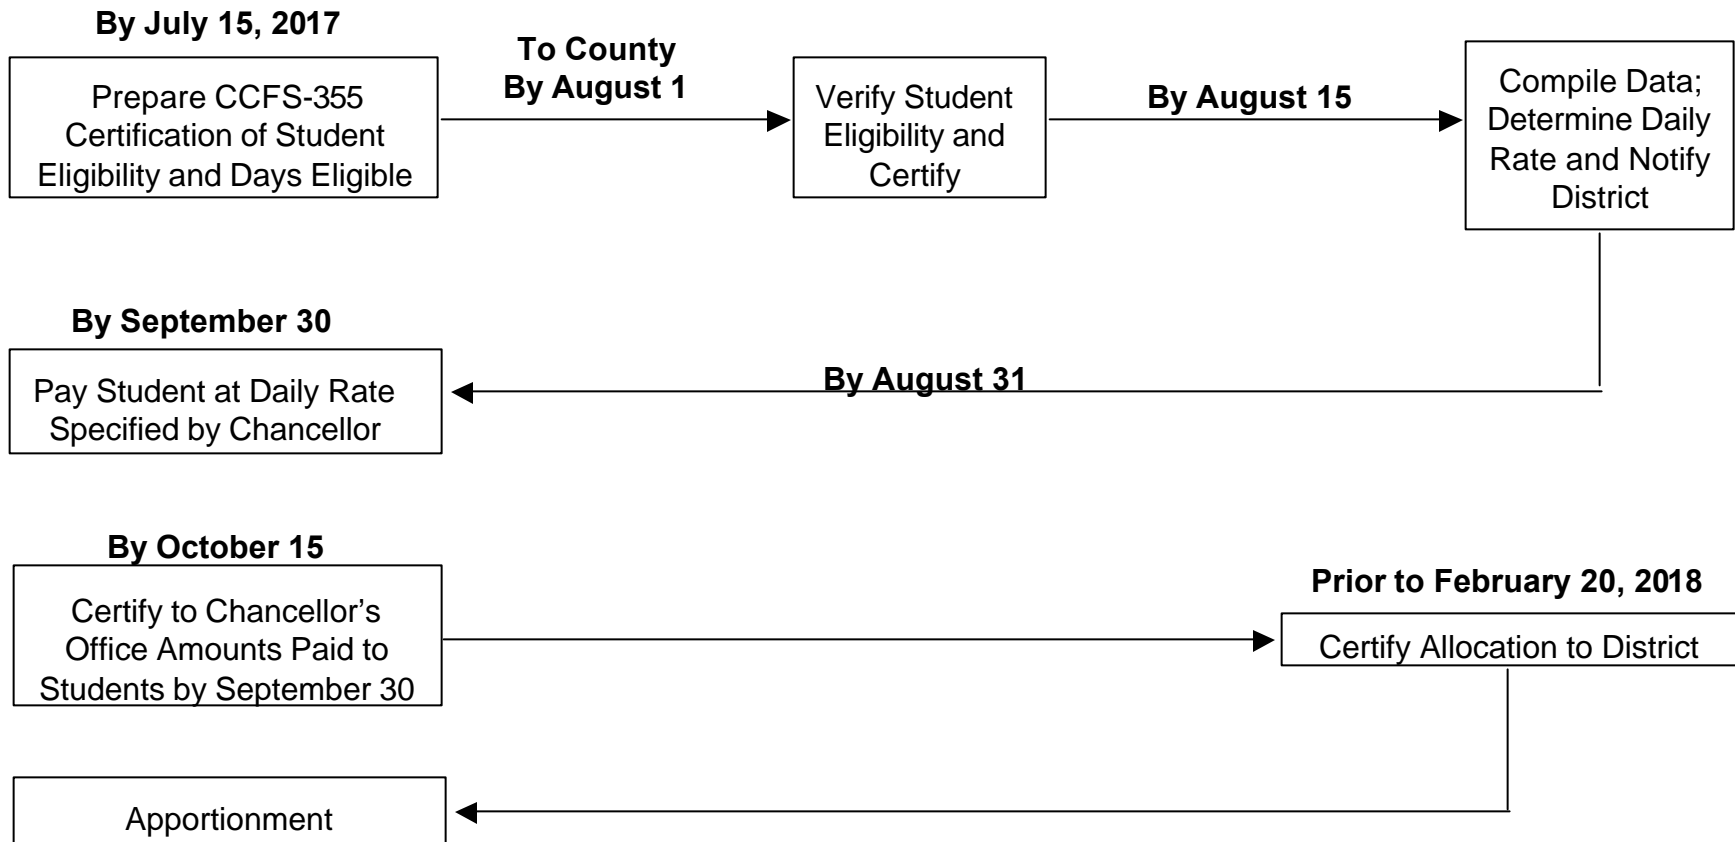 By July 15, 2017
Prepare CCFS-355
Certification of Student
Eligibility and Days Eligible
To County
By August 1
Verify Student
Eligibility and
Certify
By August 15
Compile Data;
Determine Daily
Rate and Notify
District
By September 30
Pay Student at Daily Rate
Specified by Chancellor
By August 31
By October 15
Certify to Chancellor’s
Office Amounts Paid to
Students by September 30
Prior to February 20, 2018
Certify Allocation to District
Apportionment